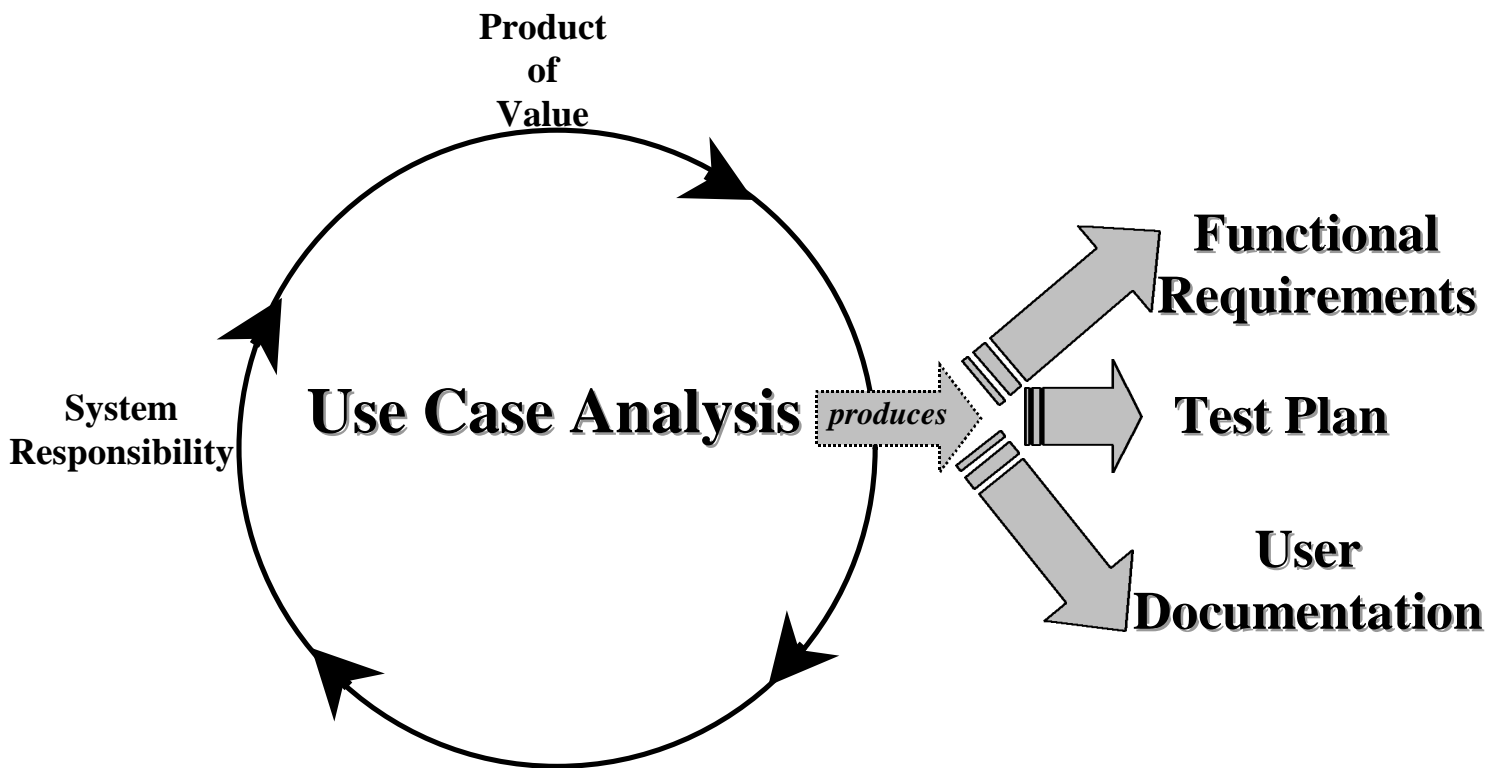 Product
of
Value
System
Responsibility
Use Case Analysis
produces
Functional
Requirements
Test Plan
User
Documentation